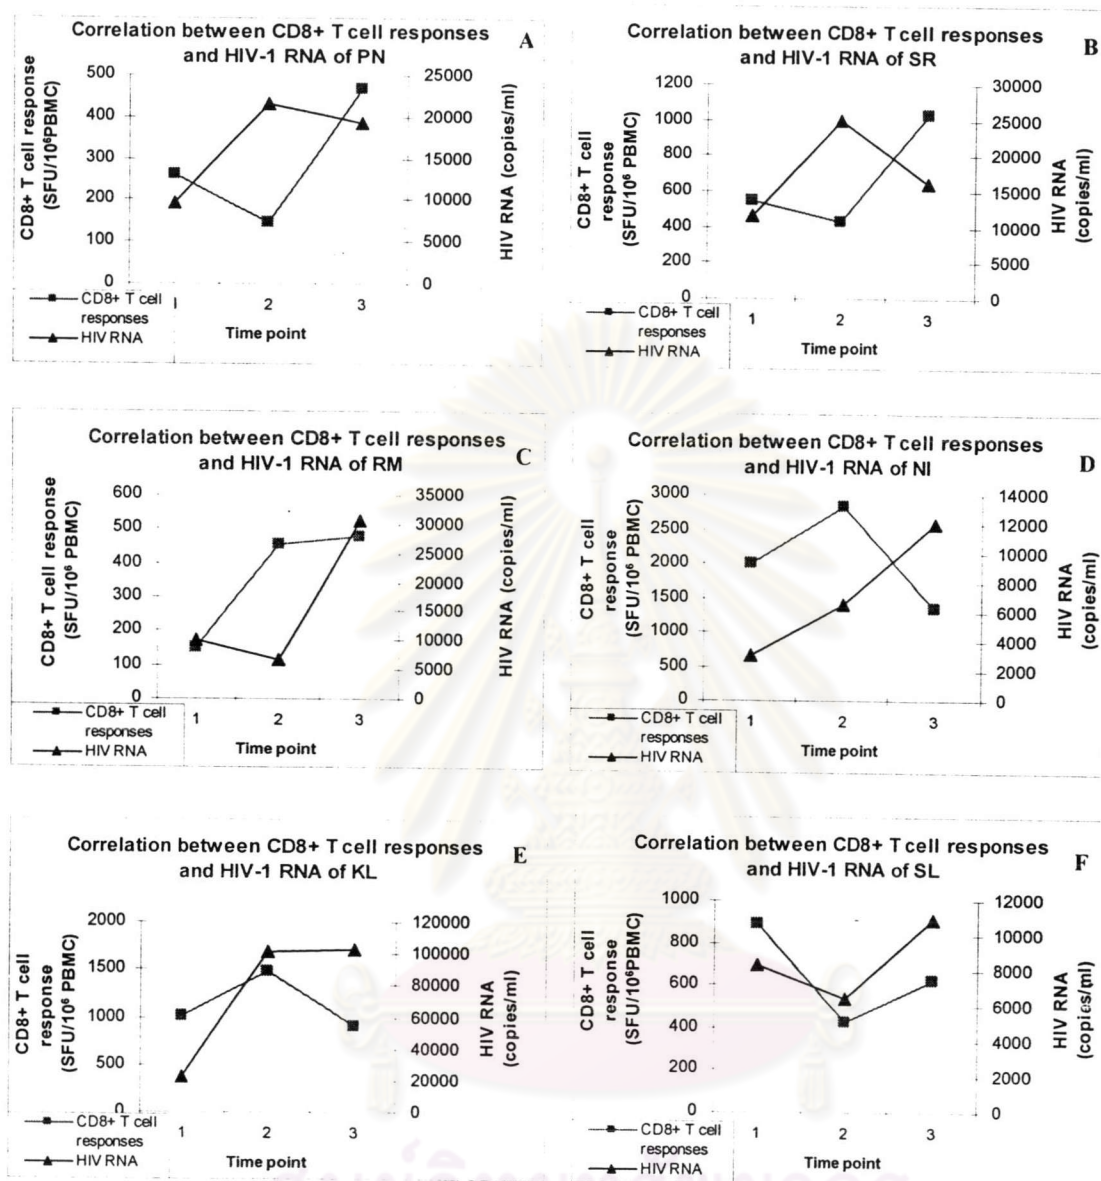 Correlation between CD8+ T cell responses
and HIV-1 RNA of PN
A
CD8+ T cell response
(SFU/10⁶PBMC)
500
400
300
200
100
0
25000
20000
15000
10000
5000
0
HIV RNA (copies/ml)
1
2
3
Time point
CD8+ T cell
responses
HIV RNA
Correlation between CD8+ T cell responses
and HIV-1 RNA of SR
B
CD8+ T cell
response
(SFU/10⁶ PBMC)
1200
1000
800
600
400
200
0
30000
25000
20000
15000
10000
5000
0
HIV RNA
(copies/ml)
1
2
3
Time point
CD8+ T cell
responses
HIV RNA
Correlation between CD8+ T cell responses
and HIV-1 RNA of RM
C
CD8+ T cell response
(SFU/10⁶ PBMC)
600
500
400
300
200
100
0
35000
30000
25000
20000
15000
10000
5000
0
HIV RNA (copies/ml)
1
2
3
Time point
CD8+ T cell
responses
HIV RNA
Correlation between CD8+ T cell responses
and HIV-1 RNA of NI
D
CD8+ T cell
response
(SFU/10⁶ PBMC)
3000
2500
2000
1500
1000
500
0
14000
12000
10000
8000
6000
4000
2000
0
HIV RNA
(copies/ml)
1
2
3
Time point
CD8+ T cell
responses
HIV RNA
Correlation between CD8+ T cell responses
and HIV-1 RNA of KL
E
CD8+ T cell
response
(SFU/10⁶ PBMC)
2000
1500
1000
500
0
120000
100000
80000
60000
40000
20000
0
HIV RNA
(copies/ml)
1
2
3
Time point
CD8+ T cell
responses
HIV RNA
Correlation between CD8+ T cell responses
and HIV-1 RNA of SL
F
CD8+ T cell
response
(SFU/10⁶PBMC)
1000
800
600
400
200
0
12000
10000
8000
6000
4000
2000
0
HIV RNA
(copies/ml)
1
2
3
Time point
CD8+ T cell
responses
HIV RNA